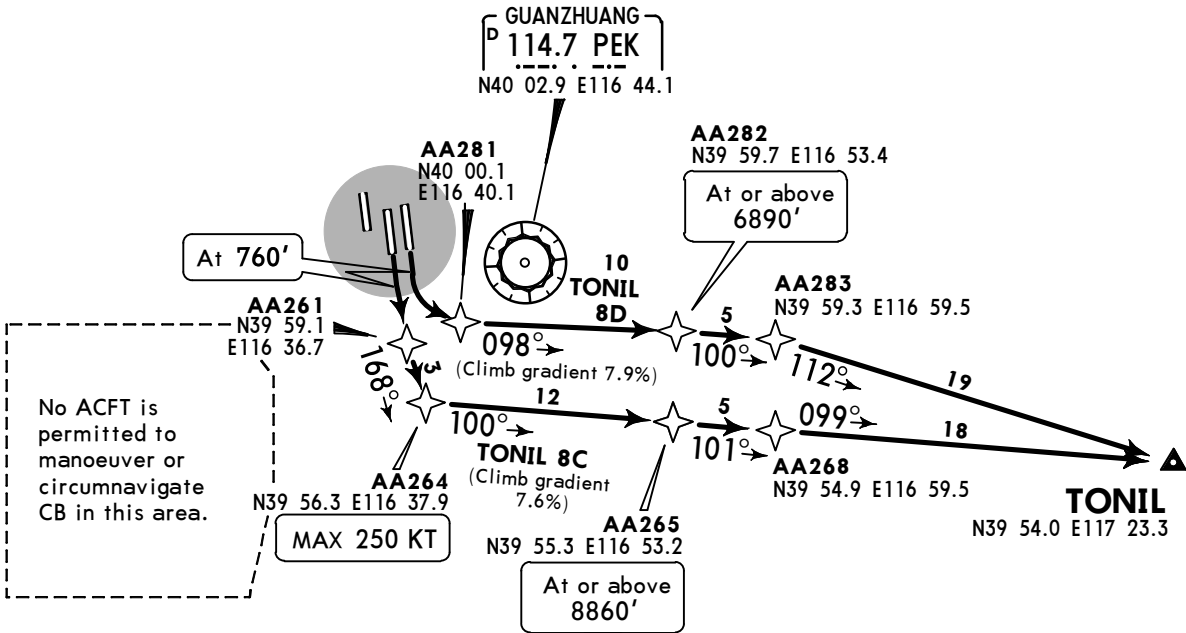 GUANZHUANG
D 114.7 PEK
N40 02.9 E116 44.1
AA281
N40 00.1
E116 40.1
AA282
N39 59.7 E116 53.4
At or above
6890'
At 760'
10
TONIL
8D
AA283
N39 59.3 E116 59.5
AA261
N39 59.1
E116 36.7
098°
(Climb gradient 7.9%)
5
100°
112°
19
168°
3
12
100°
TONIL 8C
(Climb gradient
7.6%)
5
101°
099°
18
No ACFT is
permitted to
manoeuver or
circumnavigate
CB in this area.
AA264
N39 56.3 E116 37.9
MAX 250 KT
AA268
N39 54.9 E116 59.5
AA265
N39 55.3 E116 53.2
At or above
8860'
TONIL
N39 54.0 E117 23.3